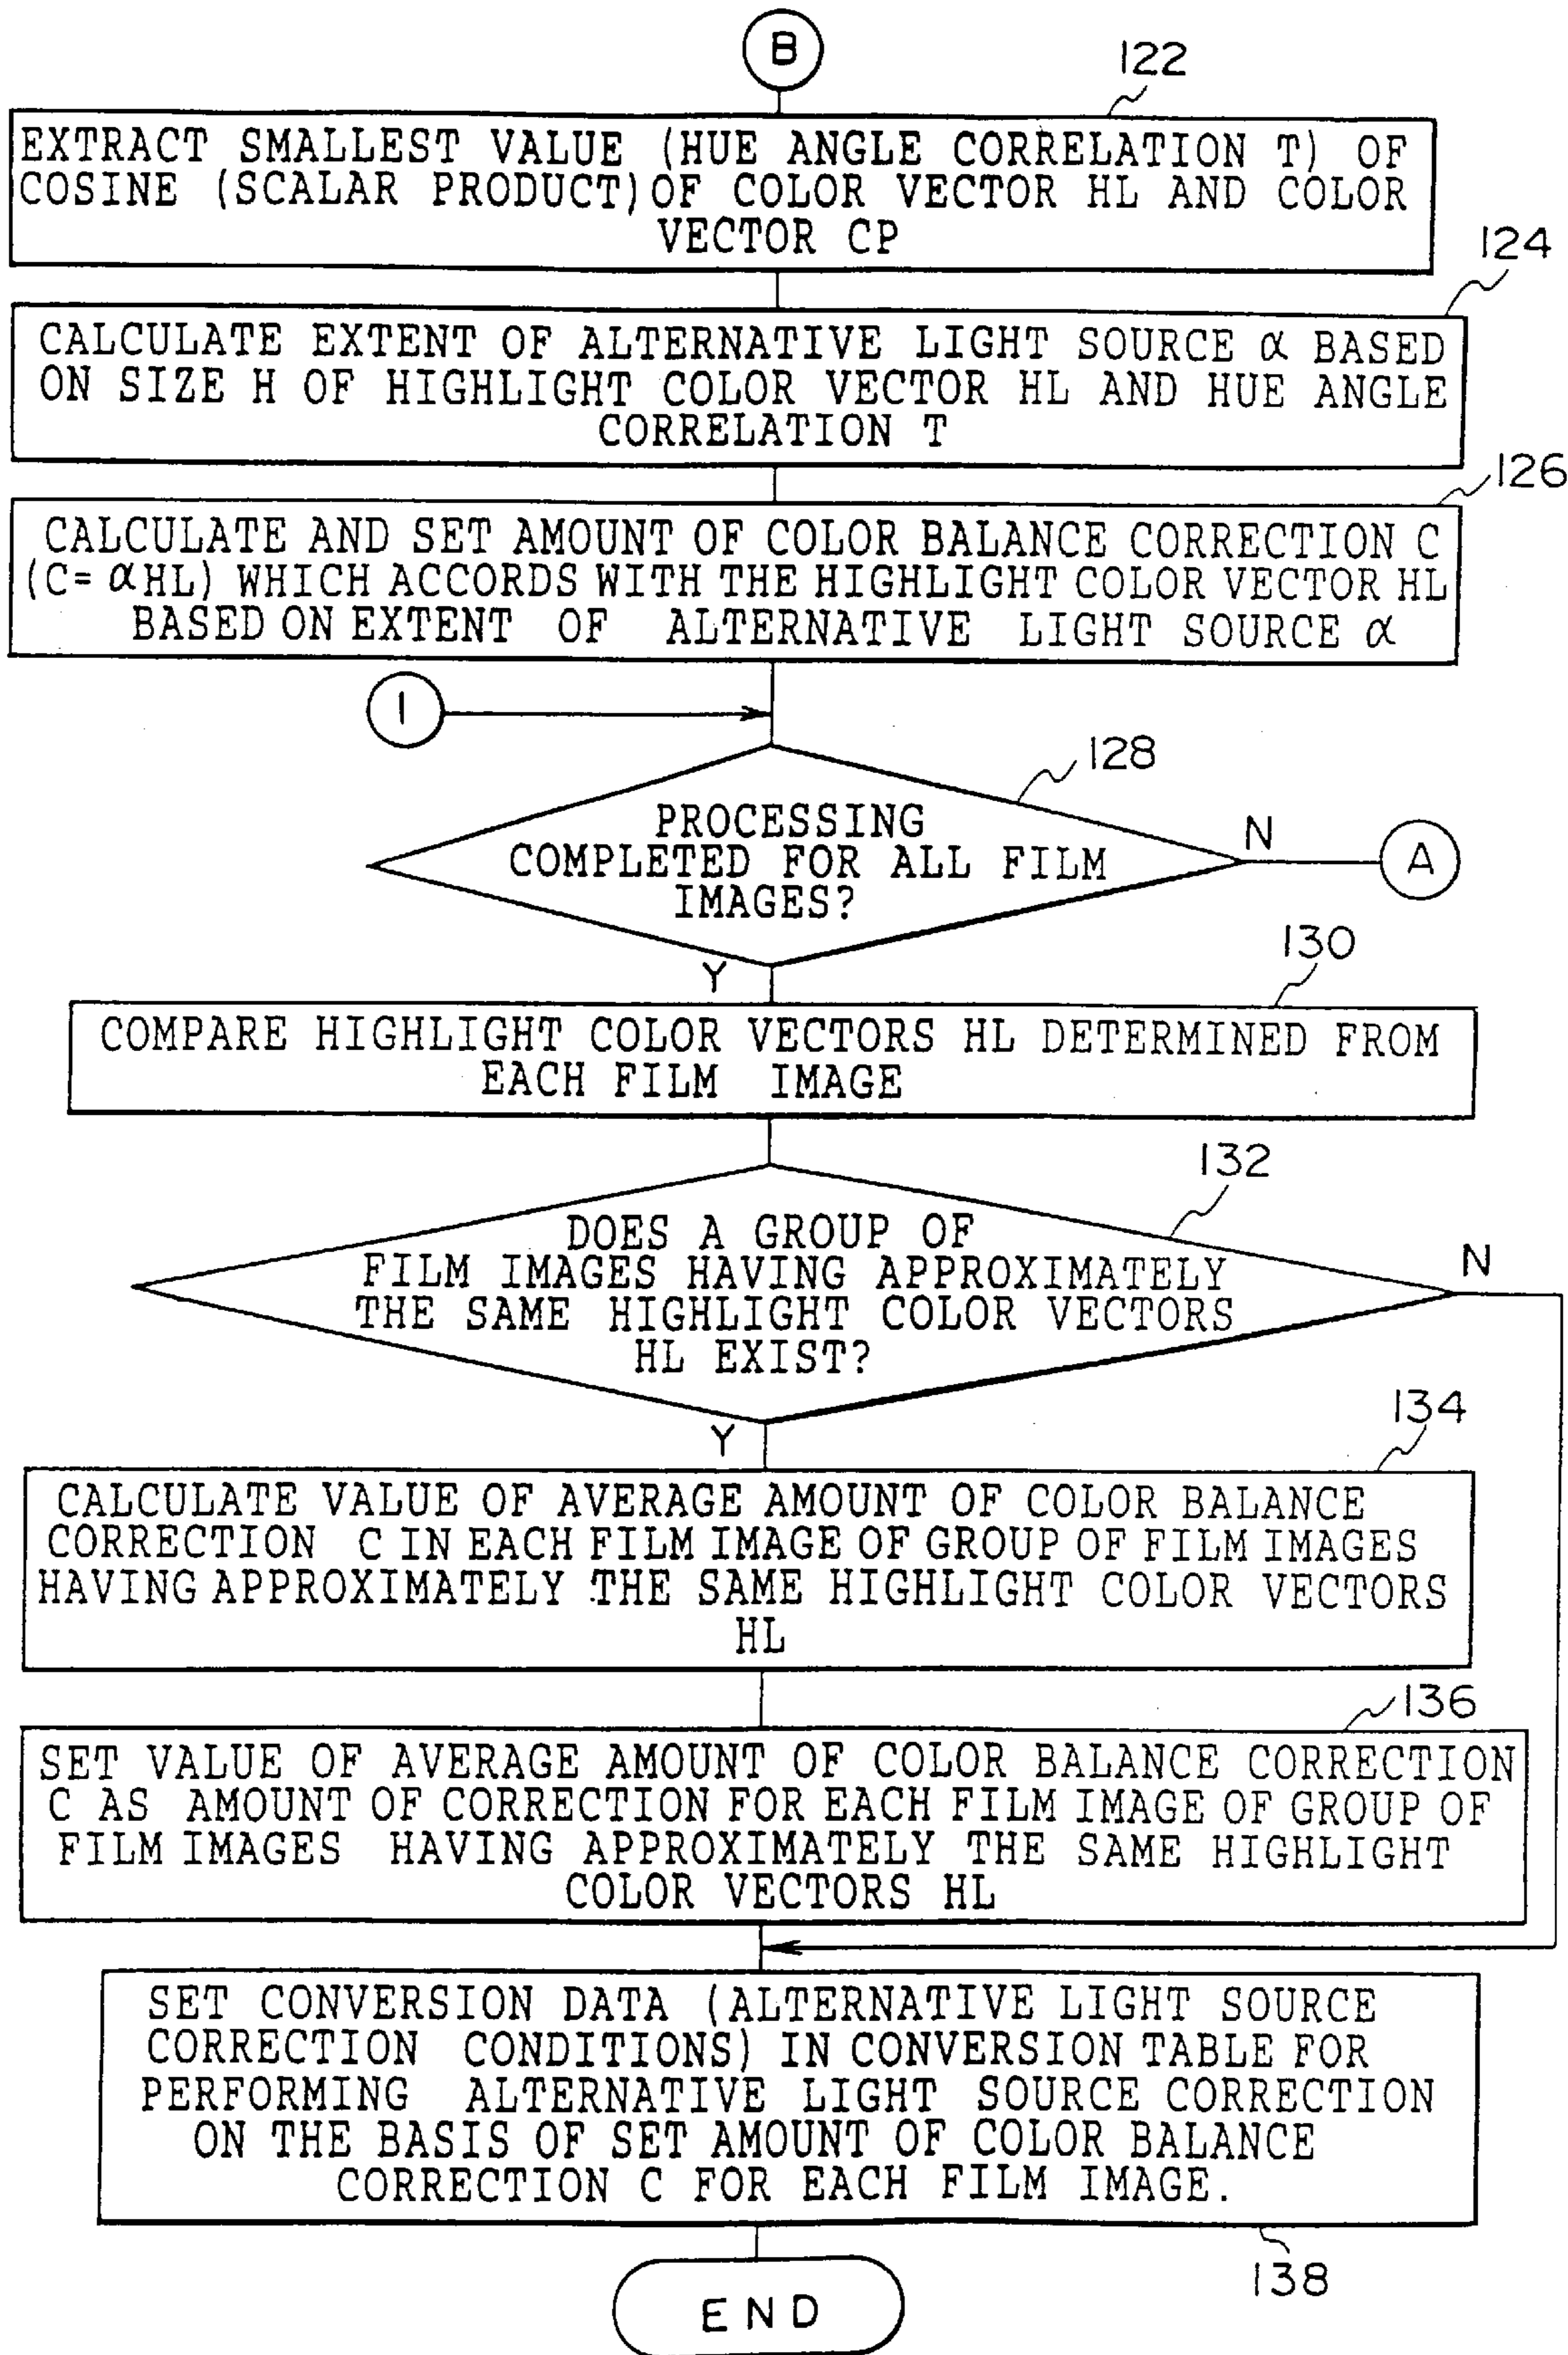 B
122
EXTRACT SMALLEST VALUE (HUE ANGLE CORRELATION T) OF
COSINE (SCALAR PRODUCT) OF COLOR VECTOR HL AND COLOR
VECTOR CP
124
CALCULATE EXTENT OF ALTERNATIVE LIGHT SOURCE α BASED
ON SIZE H OF HIGHLIGHT COLOR VECTOR HL AND HUE ANGLE
CORRELATION T
126
CALCULATE AND SET AMOUNT OF COLOR BALANCE CORRECTION C
(C= αHL) WHICH ACCORDS WITH THE HIGHLIGHT COLOR VECTOR HL
BASED ON EXTENT OF ALTERNATIVE LIGHT SOURCE α
I
128
PROCESSING
COMPLETED FOR ALL FILM
IMAGES?
N
A
Y
130
COMPARE HIGHLIGHT COLOR VECTORS HL DETERMINED FROM
EACH FILM IMAGE
132
DOES A GROUP OF
FILM IMAGES HAVING APPROXIMATELY
THE SAME HIGHLIGHT COLOR VECTORS
HL EXIST?
N
Y
134
CALCULATE VALUE OF AVERAGE AMOUNT OF COLOR BALANCE
CORRECTION C IN EACH FILM IMAGE OF GROUP OF FILM IMAGES
HAVING APPROXIMATELY THE SAME HIGHLIGHT COLOR VECTORS
HL
136
SET VALUE OF AVERAGE AMOUNT OF COLOR BALANCE CORRECTION
C AS AMOUNT OF CORRECTION FOR EACH FILM IMAGE OF GROUP OF
FILM IMAGES HAVING APPROXIMATELY THE SAME HIGHLIGHT
COLOR VECTORS HL
SET CONVERSION DATA (ALTERNATIVE LIGHT SOURCE
CORRECTION CONDITIONS) IN CONVERSION TABLE FOR
PERFORMING ALTERNATIVE LIGHT SOURCE CORRECTION
ON THE BASIS OF SET AMOUNT OF COLOR BALANCE
CORRECTION C FOR EACH FILM IMAGE.
138
END